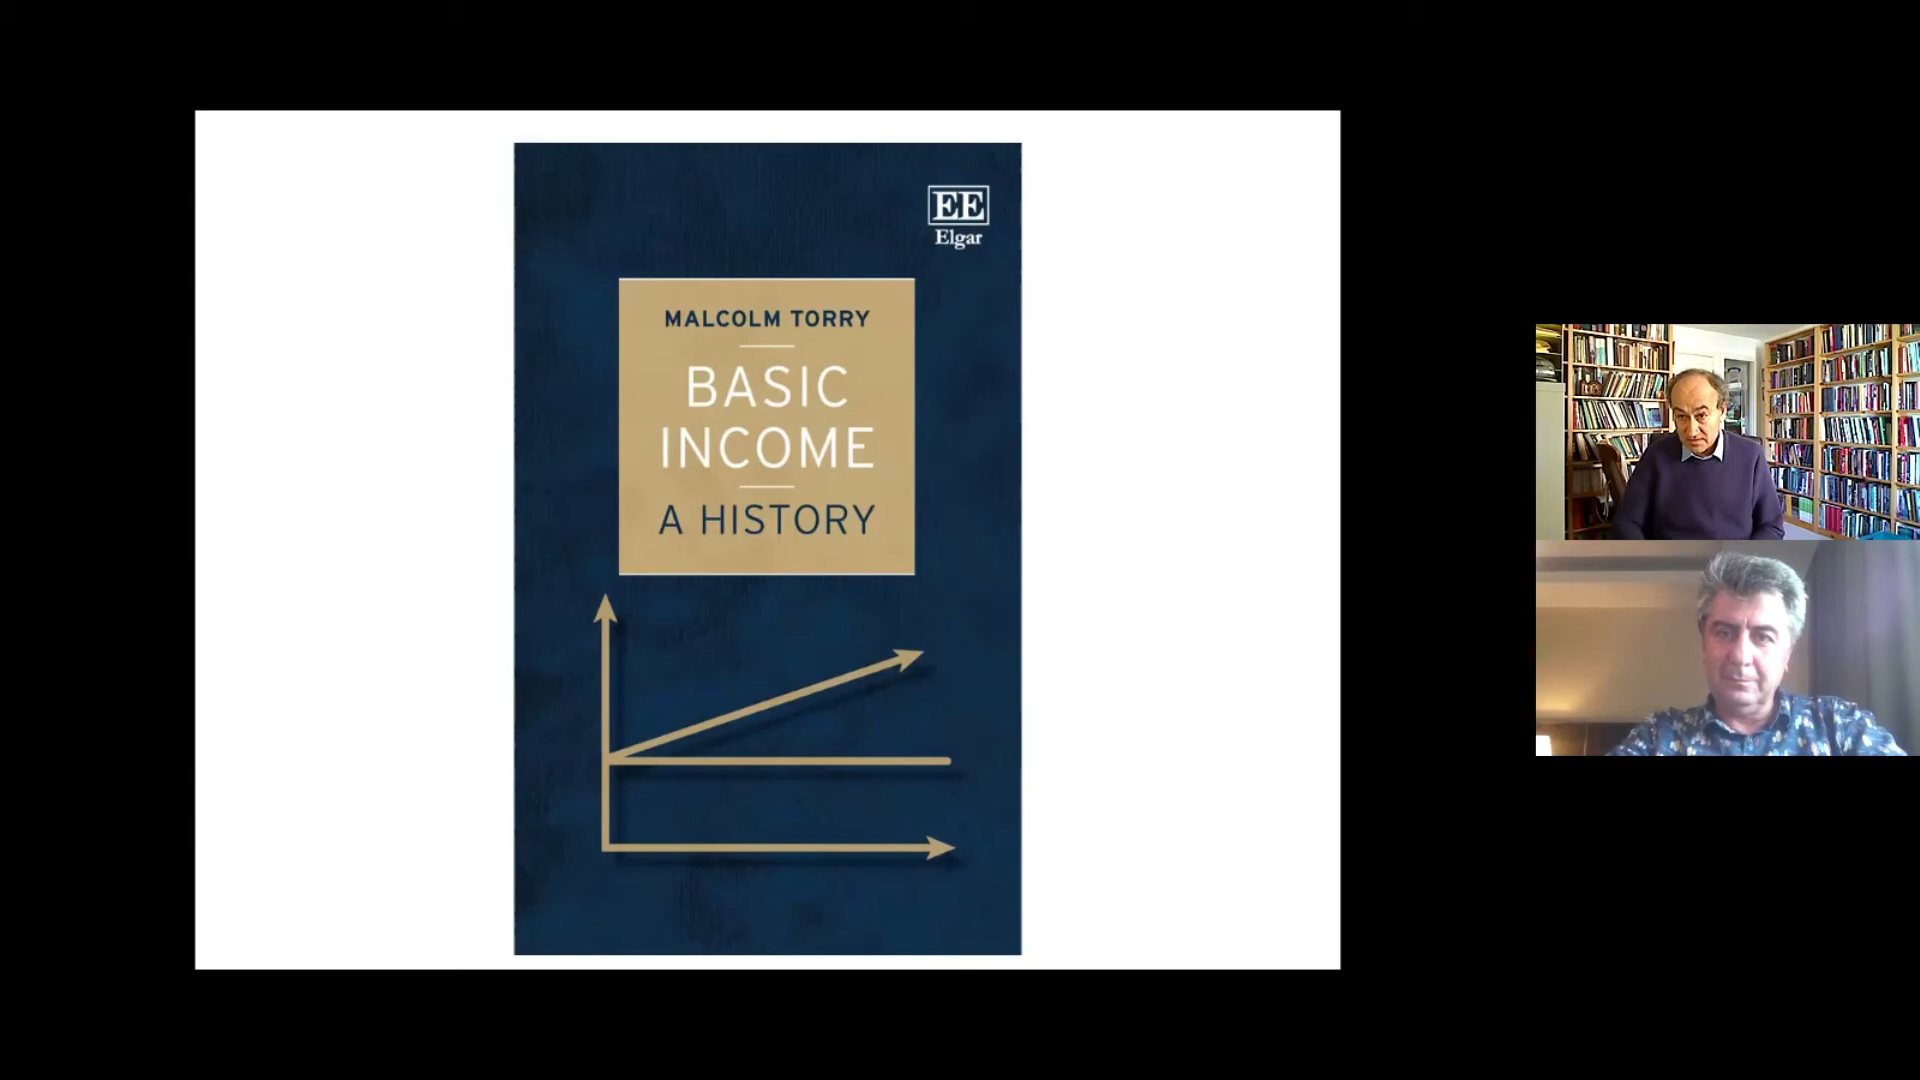 EE
Elgar
MALCOLM TORRY
BASIC
INCOME
A HISTORY